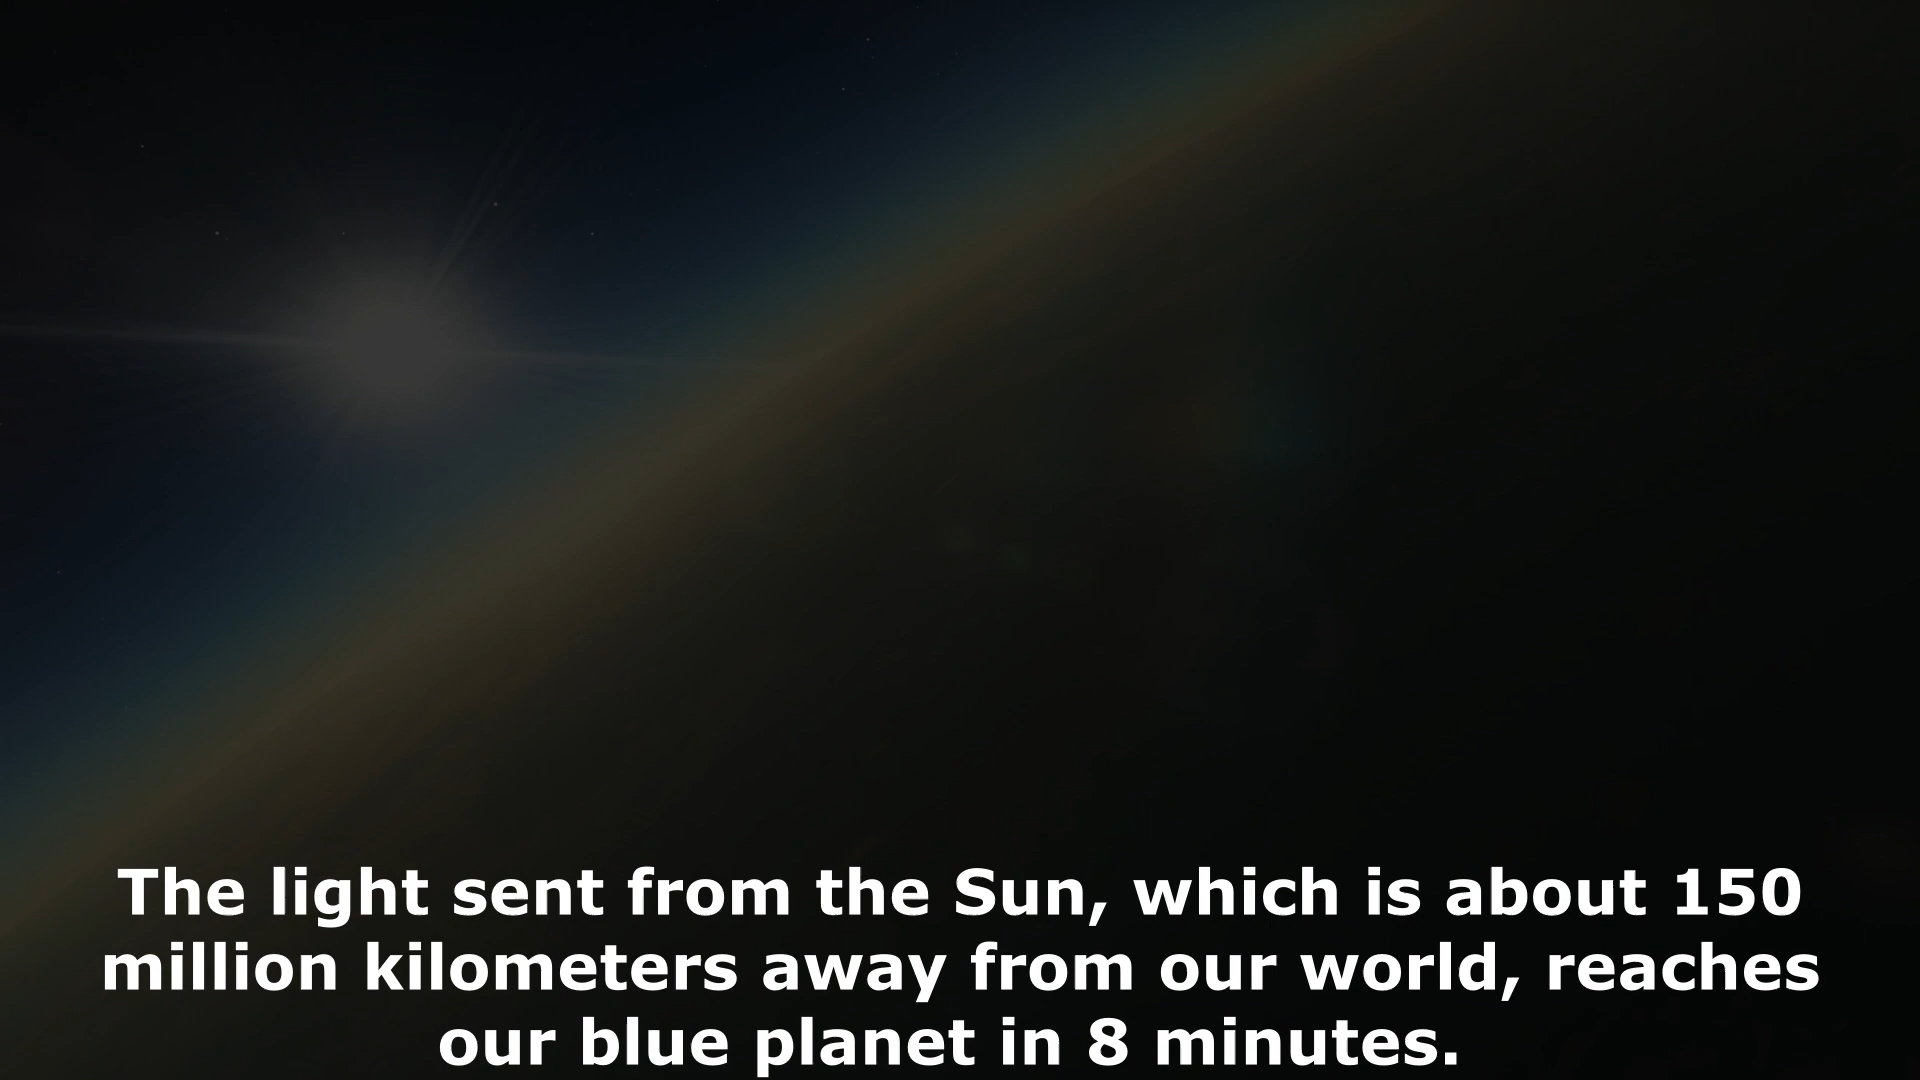 The light sent from the Sun, which is about 150
million kilometers away from our world, reaches
our blue planet in 8 minutes.